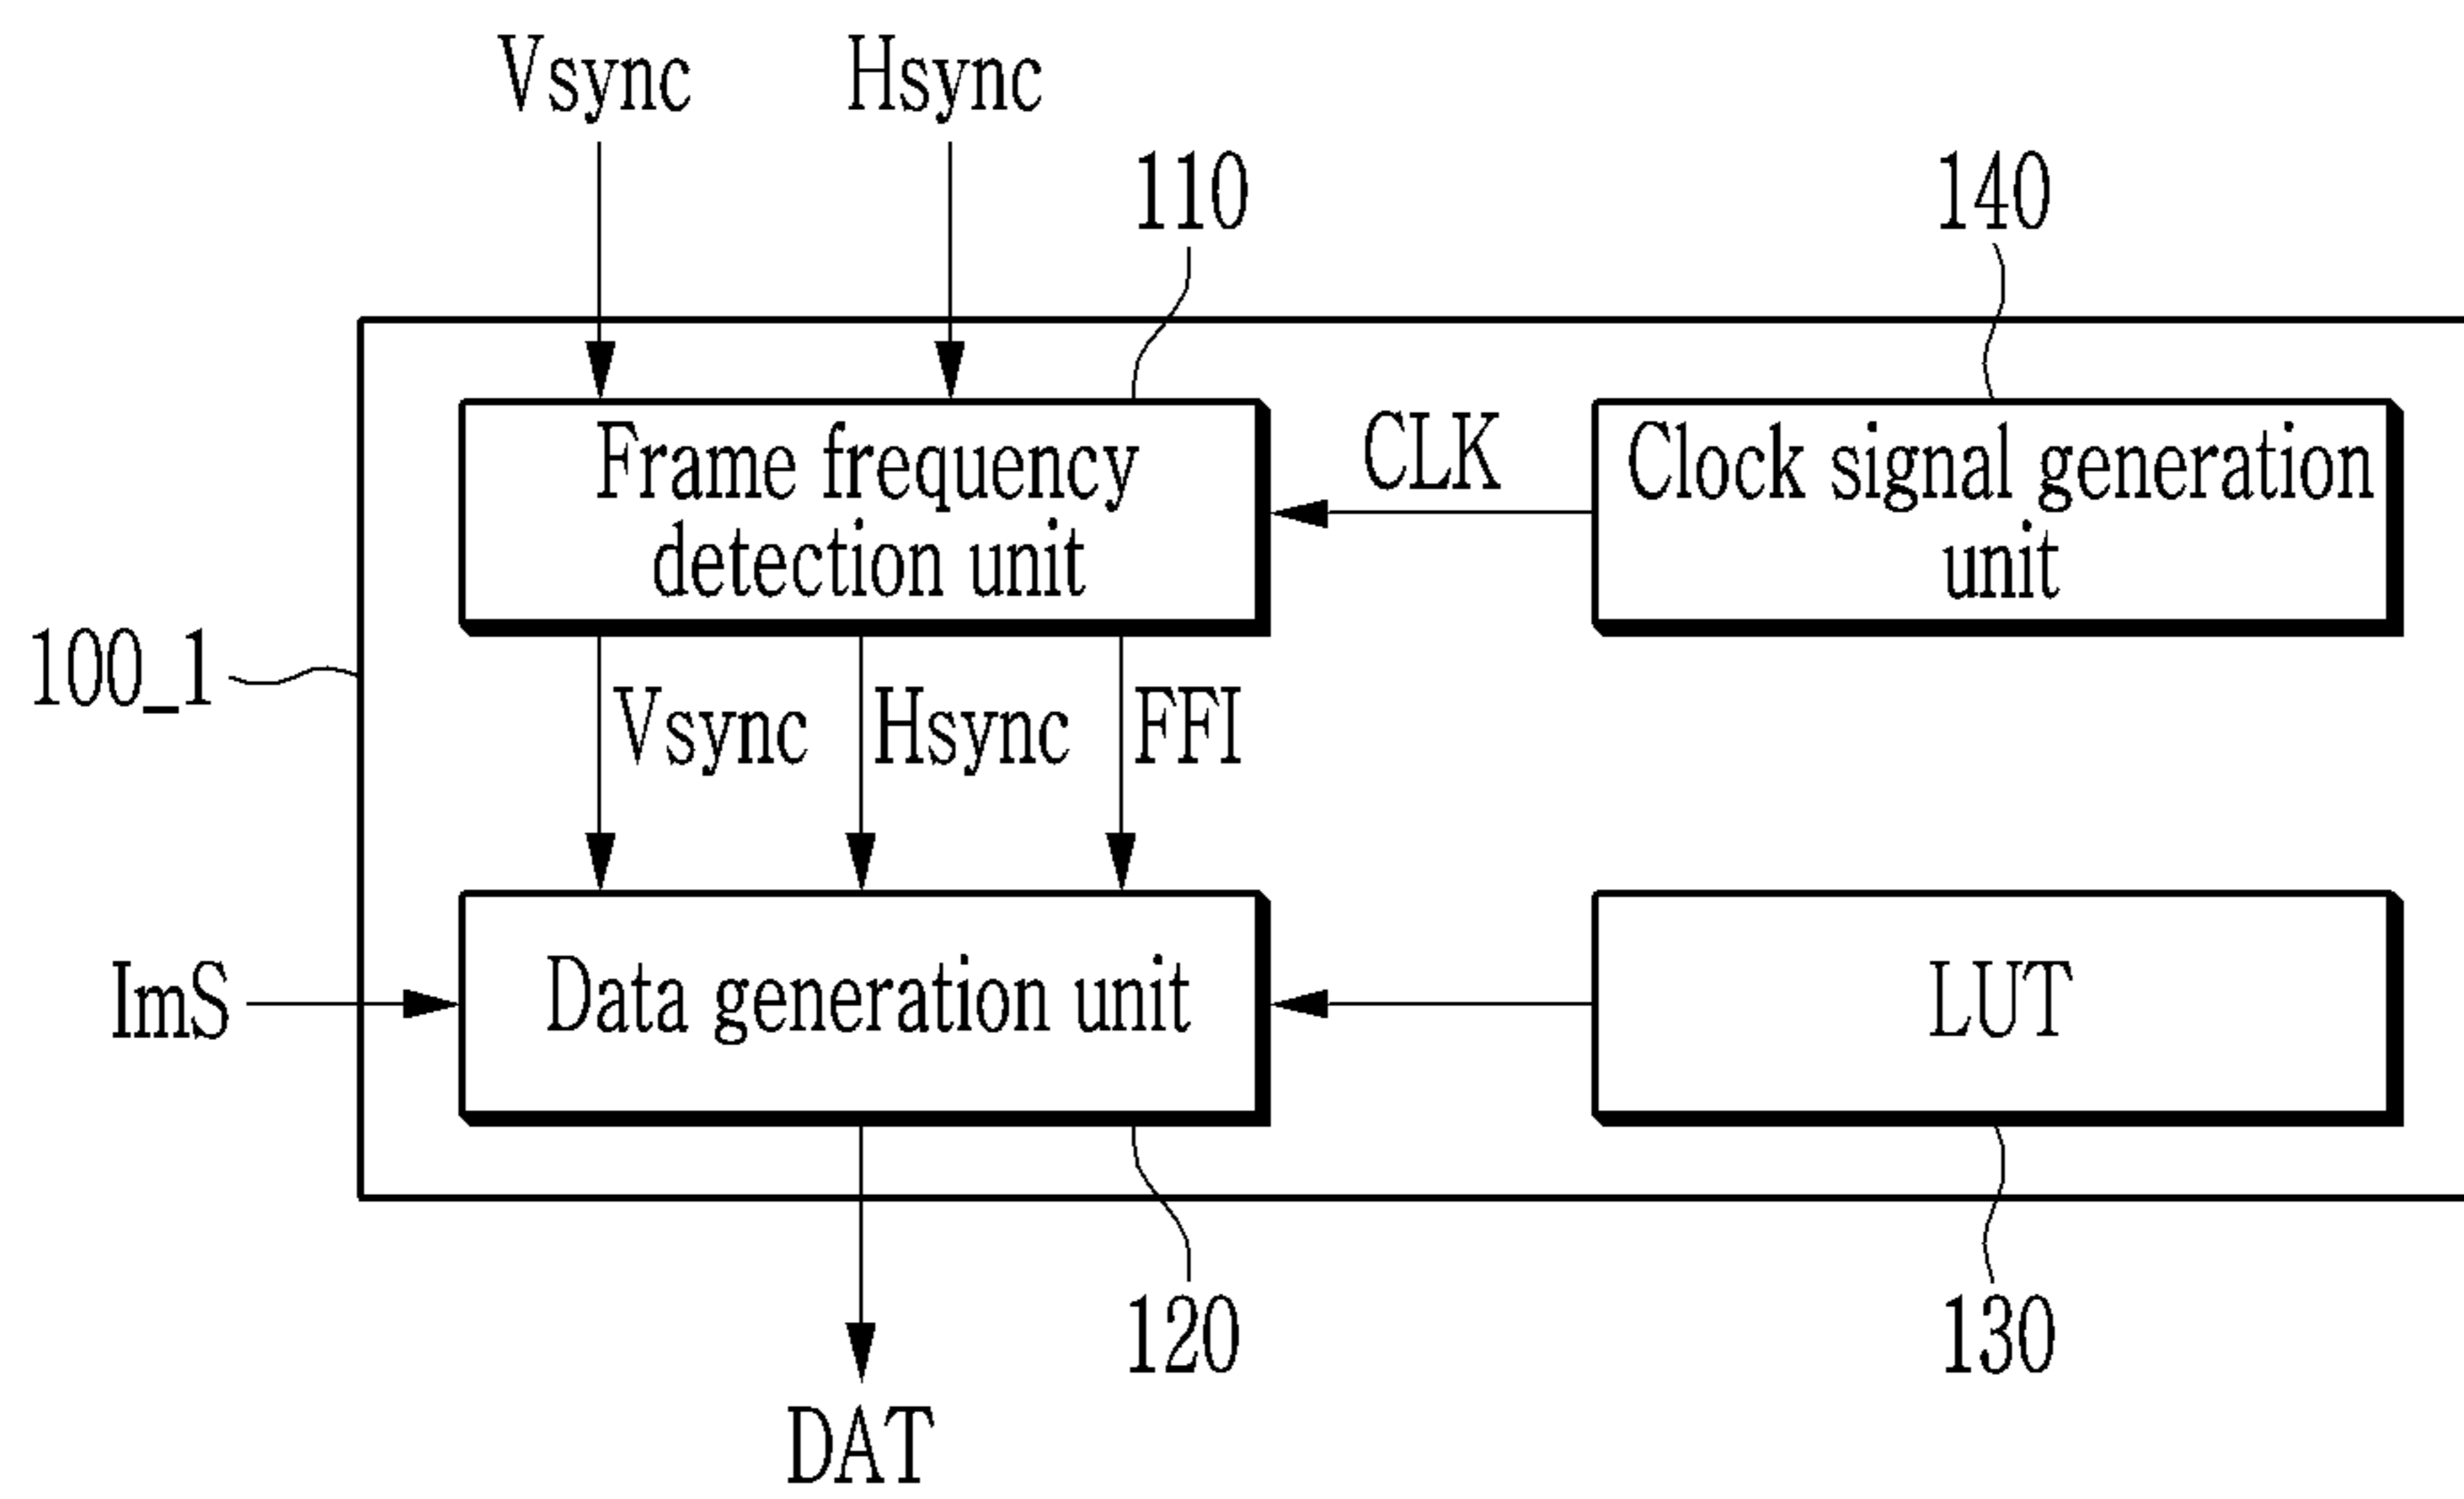 Vsync
Hsync
110
140
Frame frequency
detection unit
CLK
Clock signal generation
unit
100_1
Vsync
Hsync
FFI
ImS
Data generation unit
LUT
120
130
DAT